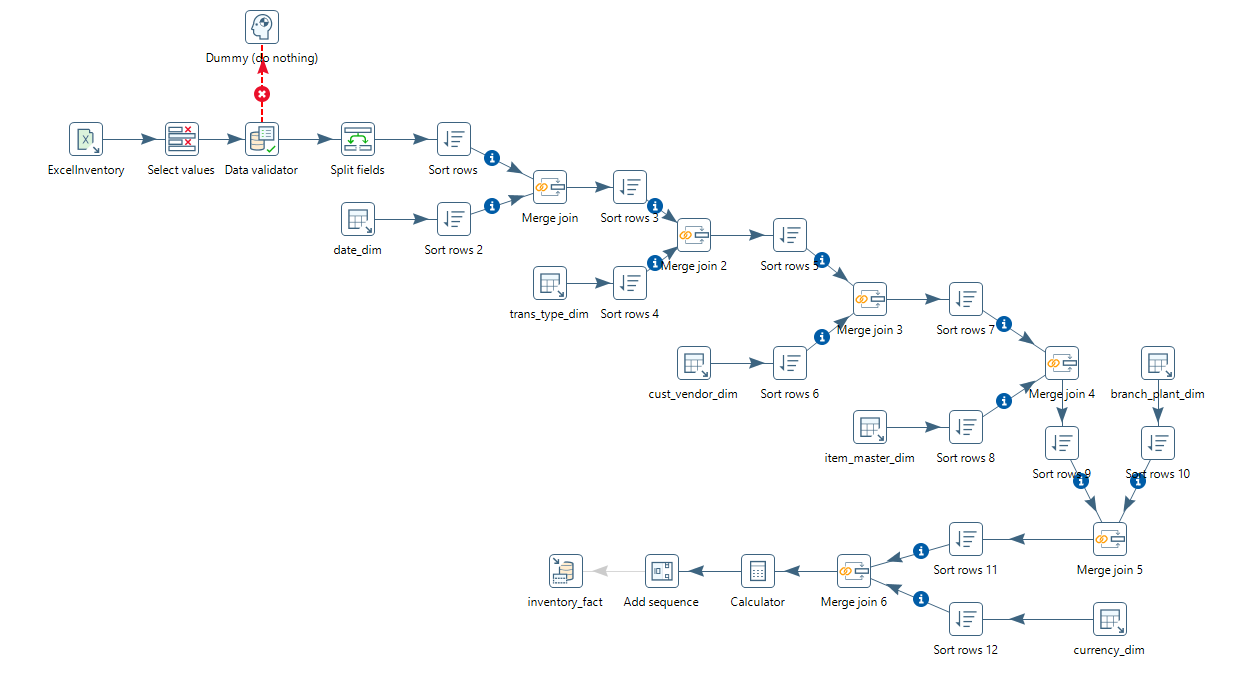 Dummy (do nothing)
ExcelInventory
Select values
Data validator
Split fields
Sort rows
date_dim
Sort rows 2
Merge join
Sort rows 3
trans_type_dim
Sort rows 4
Merge join 2
Sort rows 5
cust_vendor_dim
Sort rows 6
Merge join 3
Sort rows 7
item_master_dim
Sort rows 8
Merge join 4
branch_plant_dim
Sort rows 9
Sort rows 10
inventory_fact
Add sequence
Calculator
Merge join 6
Sort rows 11
Merge join 5
Sort rows 12
currency_dim